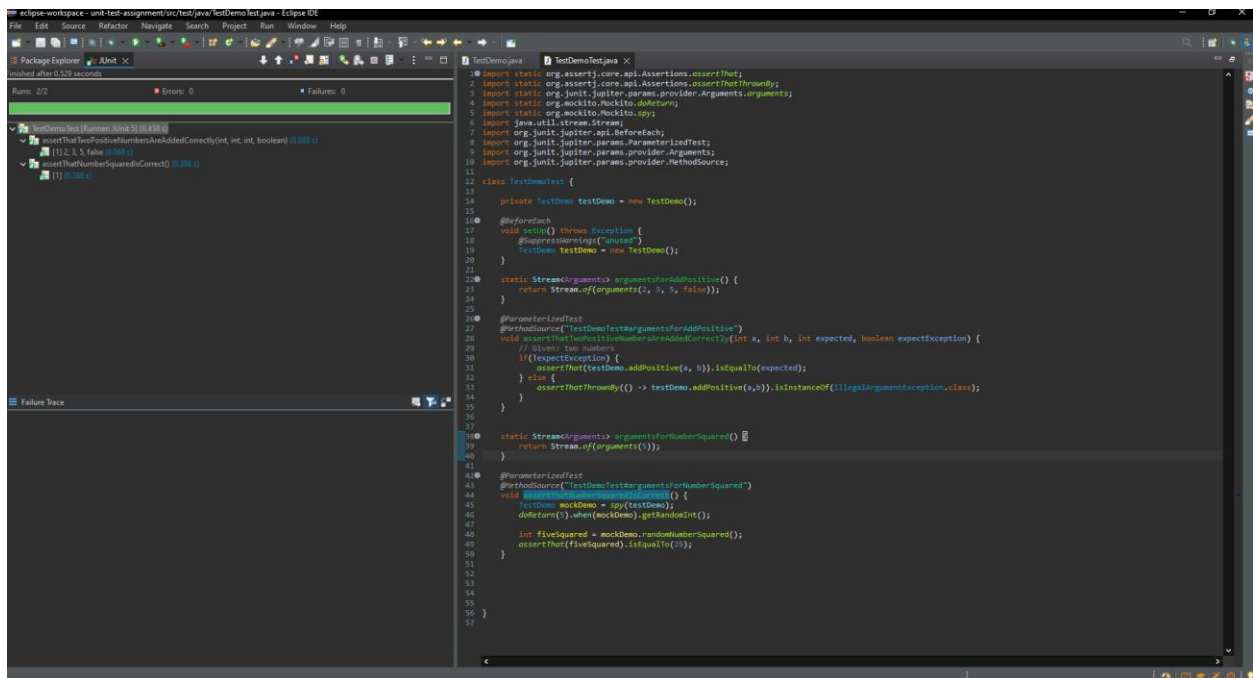 eclipse-workspace - unit-test-assignment/src/test/java/TestDemoTest.java - Eclipse IDE
File Edit Source Refactor Navigate Search Project Run Window Help
Package Explorer JUnit
TestDemo.java TestDemoTest.java
Finished after 0.529 seconds
Runs: 2/2 Errors: 0 Failures: 0
TestDemoTest [Runner: JUnit 5] (0.458 s)
assertThatTwoPositiveNumbersAreAddedCorrectly(int, int, int, boolean) (0.069 s)
[1] 2, 3, 5, false
assertThatNumberSquaredIsCorrect() (0.388 s)
[1] (0.388 s)
Failure Trace
1 import static org.assertj.core.api.Assertions.assertThat;
2 import static org.assertj.core.api.Assertions.assertThatThrownBy;
3 import static org.junit.jupiter.params.provider.Arguments.arguments;
4 import static org.mockito.Mockito.doReturn;
5 import static org.mockito.Mockito.spy;
6 import java.util.stream.Stream;
7 import org.junit.jupiter.api.BeforeEach;
8 import org.junit.jupiter.params.ParameterizedTest;
9 import org.junit.jupiter.params.provider.Arguments;
10 import org.junit.jupiter.params.provider.MethodSource;
11
12 class TestDemoTest {
13
14 private TestDemo testDemo = new TestDemo();
15
16 @BeforeEach
17 void setUp() throws Exception {
18 @SuppressWarnings("unused")
19 TestDemo testDemo = new TestDemo();
20 }
21
22 static Stream<Arguments> argumentsForAddPositive() {
23 return Stream.of(arguments(2, 3, 5, false));
24 }
25
26 @ParameterizedTest
27 @MethodSource("TestDemoTest#argumentsForAddPositive")
28 void assertThatTwoPositiveNumbersAreAddedCorrectly(int a, int b, int expected, boolean expectException) {
29 // Given: two numbers
30 if(!expectException) {
31 assertThat(testDemo.addPositive(a, b)).isEqualTo(expected);
32 } else {
33 assertThatThrownBy(() -> testDemo.addPositive(a,b)).isInstanceOf(IllegalArgumentException.class);
34 }
35 }
36
37
38 static Stream<Arguments> argumentsForNumberSquared() {
39 return Stream.of(arguments(5));
40 }
41
42 @ParameterizedTest
43 @MethodSource("TestDemoTest#argumentsForNumberSquared")
44 void assertThatNumberSquaredIsCorrect() {
45 TestDemo mockDemo = spy(testDemo);
46 doReturn(5).when(mockDemo).getRandomInt();
47
48 int fiveSquared = mockDemo.randomNumberSquared();
49 assertThat(fiveSquared).isEqualTo(25);
50 }
51
52
53
54
55
56 }
57